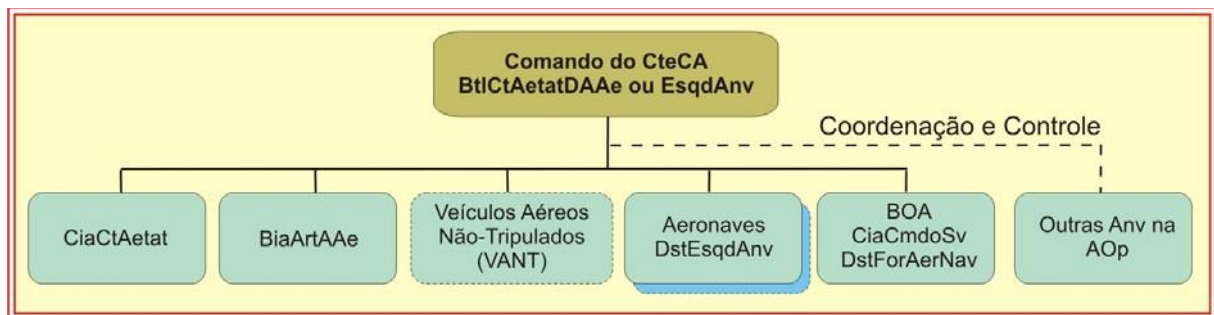 Comando do CteCA
BtlCtAetatDAAe ou EsqdAnv
Coordenação e Controle
CiaCtAetat
BiaArtAAe
Veículos Aéreos
Não-Tripulados
(VANT)
Aeronaves
DstEsqdAnv
BOA
CiaCmdoSv
DstForAerNav
Outras Anv na
AOp